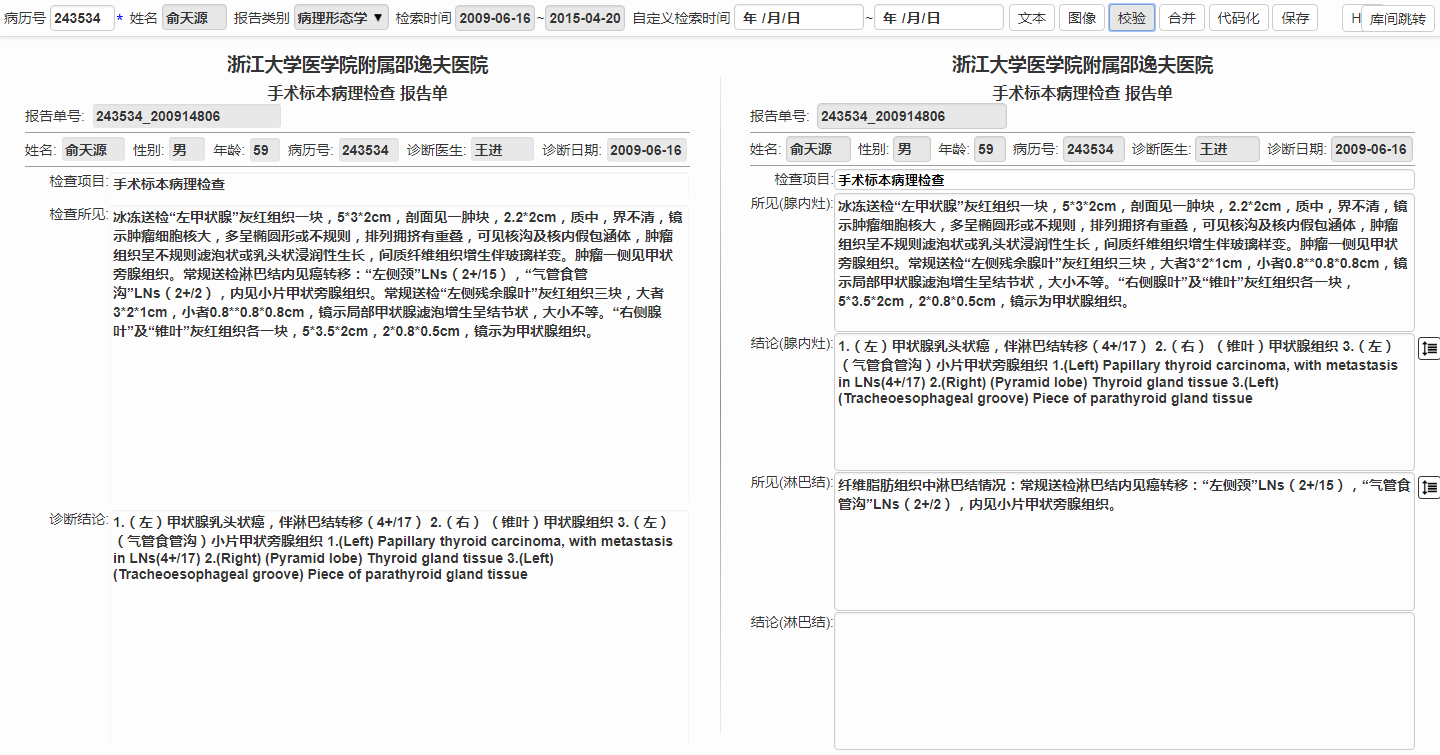 病历号 243534 * 姓名 俞天源 报告类别 病理形态学 ▼ 检索时间 2009-06-16 ~ 2015-04-20 自定义检索时间 年 /月/日 ~ 年 /月/日 文本 图像 校验 合并 代码化 保存 H 库间跳转
浙江大学医学院附属邵逸夫医院
手术标本病理检查 报告单
报告单号: 243534_200914806
姓名: 俞天源 性别: 男 年龄: 59 病历号: 243534 诊断医生: 王进 诊断日期: 2009-06-16
检查项目: 手术标本病理检查
检查所见: 冰冻送检“左甲状腺”灰红组织一块，5*3*2cm，剖面见一肿块，2.2*2cm，质中，界不清，镜
示肿瘤细胞核大，多呈椭圆形或不规则，排列拥挤有重叠，可见核沟及核内假包涵体，肿瘤
组织呈不规则滤泡状或乳头状浸润性生长，间质纤维组织增生伴玻璃样变。肿瘤一侧见甲状
旁腺组织。常规送检淋巴结内见癌转移：“左侧颈”LNs（2+/15），“气管食管
沟”LNs（2+/2），内见小片甲状旁腺组织。常规送检“左侧残余腺叶”灰红组织三块，大者
3*2*1cm，小者0.8**0.8*0.8cm，镜示局部甲状腺滤泡增生呈结节状，大小不等。“右侧腺
叶”及“锥叶”灰红组织各一块，5*3.5*2cm，2*0.8*0.5cm，镜示为甲状腺组织。
诊断结论: 1.（左）甲状腺乳头状癌，伴淋巴结转移（4+/17） 2.（右）（锥叶）甲状腺组织 3.（左）
（气管食管沟）小片甲状旁腺组织 1.(Left) Papillary thyroid carcinoma, with metastasis
in LNs(4+/17) 2.(Right) (Pyramid lobe) Thyroid gland tissue 3.(Left)
(Tracheoesophageal groove) Piece of parathyroid gland tissue
浙江大学医学院附属邵逸夫医院
手术标本病理检查 报告单
报告单号: 243534_200914806
姓名: 俞天源 性别: 男 年龄: 59 病历号: 243534 诊断医生: 王进 诊断日期: 2009-06-16
检查项目: 手术标本病理检查
所见(腺内灶): 冰冻送检“左甲状腺”灰红组织一块，5*3*2cm，剖面见一肿块，2.2*2cm，质中，界不清，镜
示肿瘤细胞核大，多呈椭圆形或不规则，排列拥挤有重叠，可见核沟及核内假包涵体，肿瘤
组织呈不规则滤泡状或乳头状浸润性生长，间质纤维组织增生伴玻璃样变。肿瘤一侧见甲状
旁腺组织。常规送检“左侧残余腺叶”灰红组织三块，大者3*2*1cm，小者0.8**0.8*0.8cm，镜
示局部甲状腺滤泡增生呈结节状，大小不等。“右侧腺叶”及“锥叶”灰红组织各一块，
5*3.5*2cm，2*0.8*0.5cm，镜示为甲状腺组织。
结论(腺内灶): 1.（左）甲状腺乳头状癌，伴淋巴结转移（4+/17） 2.（右）（锥叶）甲状腺组织 3.（左）
（气管食管沟）小片甲状旁腺组织 1.(Left) Papillary thyroid carcinoma, with metastasis
in LNs(4+/17) 2.(Right) (Pyramid lobe) Thyroid gland tissue 3.(Left)
(Tracheoesophageal groove) Piece of parathyroid gland tissue
所见(淋巴结): 纤维脂肪组织中淋巴结情况：常规送检淋巴结内见癌转移：“左侧颈”LNs（2+/15），“气管食
管沟”LNs（2+/2），内见小片甲状旁腺组织。
结论(淋巴结):